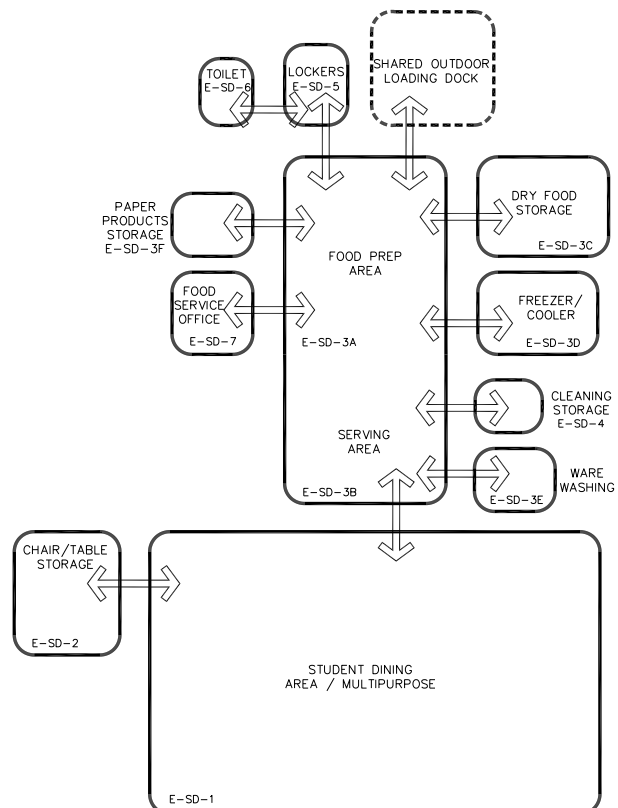 TOILET
E-SD-6
LOCKERS
E-SD-5
SHARED OUTDOOR
LOADING DOCK
PAPER
PRODUCTS
STORAGE
E-SD-3F
DRY FOOD
STORAGE
E-SD-3C
FOOD PREP
AREA
FOOD
SERVICE
OFFICE
E-SD-7
E-SD-3A
FREEZER/
COOLER
E-SD-3D
CLEANING
STORAGE
E-SD-4
SERVING
AREA
E-SD-3B
WARE
WASHING
E-SD-3E
CHAIR/TABLE
STORAGE
E-SD-2
STUDENT DINING
AREA / MULTIPURPOSE
E-SD-1